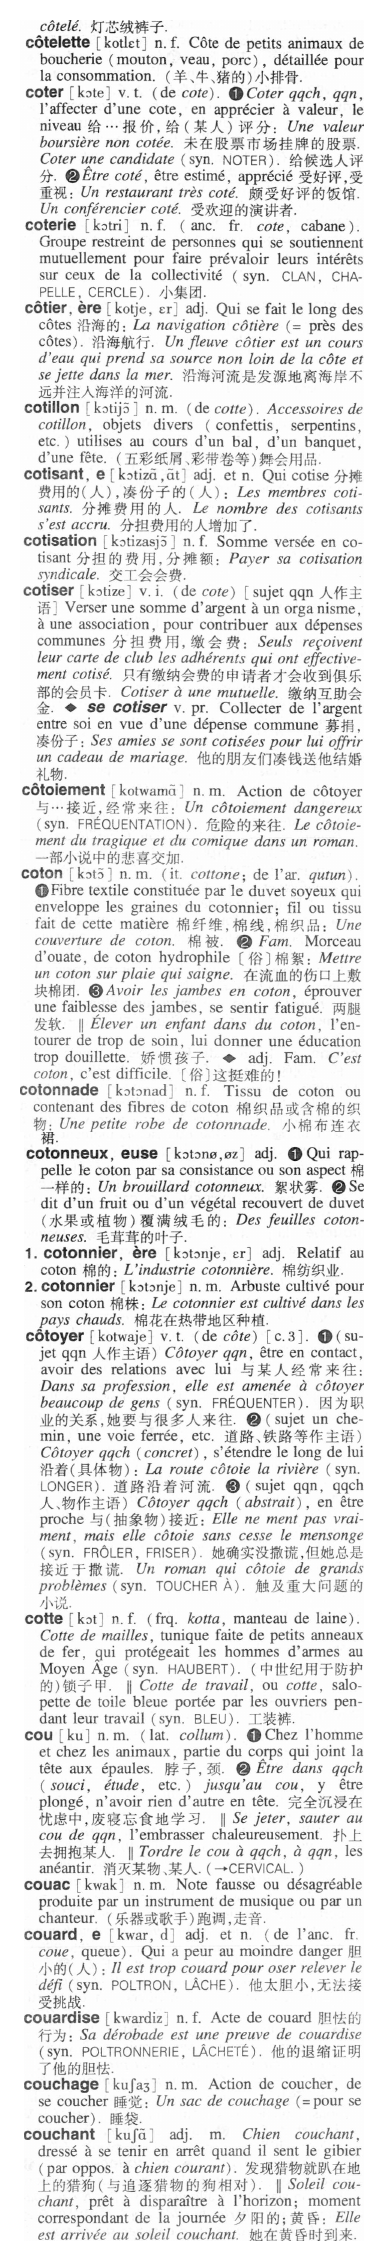 côtelé. 灯芯绒裤子.
côtelette [kotlɛt] n. f. Côte de petits animaux de
boucherie (mouton, veau, porc), détaillée pour
la consommation. (羊、牛、猪的)小排骨.
coter [kɔte] v. t. (de cote). ❶Coter qqch, qqn,
l'affecter d'une cote, en apprécier à valeur, le
niveau 给…报价,给(某人)评分: Une valeur
boursière non cotée. 未在股票市场挂牌的股票.
Coter une candidate (syn. NOTER). 给候选人评
分. ❷Être coté, être estimé, apprécié 受好评,受
重视: Un restaurant très coté. 颇受好评的饭馆.
Un conférencier coté. 受欢迎的演讲者.
coterie [kɔtri] n. f. (anc. fr. cote, cabane).
Groupe restreint de personnes qui se soutiennent
mutuellement pour faire prévaloir leurs intérêts
sur ceux de la collectivité (syn. CLAN, CHA-
PELLE, CERCLE). 小集团.
côtier, ère [kotje, ɛr] adj. Qui se fait le long des
côtes 沿海的: La navigation côtière (= près des
côtes). 沿海航行. Un fleuve côtier est un cours
d'eau qui prend sa source non loin de la côte et
se jette dans la mer. 沿海河流是发源地离海岸不
远并注入海洋的河流.
cotillon [kɔtijɔ̃] n. m. (de cotte). Accessoires de
cotillon, objets divers (confettis, serpentins,
etc.) utilises au cours d'un bal, d'un banquet,
d'une fête. (五彩纸屑、彩带卷等)舞会用品.
cotisant, e [kɔtizɑ̃,ɑ̃t] adj. et n. Qui cotise 分摊
费用的(人),凑份子的(人): Les membres coti-
sants. 分摊费用的人. Le nombre des cotisants
s'est accru. 分担费用的人增加了.
cotisation [kɔtizasjɔ̃] n. f. Somme versée en co-
tisant 分担的费用,分摊额: Payer sa cotisation
syndicale. 交工会会费.
cotiser [kɔtize] v. i. (de cote) [sujet qqn 人作主
语] Verser une somme d'argent à un orga nisme,
à une association, pour contribuer aux dépenses
communes 分担费用,缴会费: Seuls reçoivent
leur carte de club les adhérents qui ont effective-
ment cotisé. 只有缴纳会费的申请者才会收到俱乐
部的会员卡. Cotiser à une mutuelle. 缴纳互助会
金. ◆ se cotiser v. pr. Collecter de l'argent
entre soi en vue d'une dépense commune 募捐,
凑份子: Ses amies se sont cotisées pour lui offrir
un cadeau de mariage. 他的朋友们凑钱送他结婚
礼物.
côtoiement [kotwamɑ̃] n. m. Action de côtoyer
与…接近,经常来往: Un côtoiement dangereux
(syn. FRÉQUENTATION). 危险的来往. Le côtoie-
ment du tragique et du comique dans un roman.
一部小说中的悲喜交加.
coton [kɔtɔ̃] n. m. (it. cottone; de l'ar. qutun).
❶Fibre textile constituée par le duvet soyeux qui
enveloppe les graines du cotonnier; fil ou tissu
fait de cette matière 棉纤维,棉线,棉织品: Une
couverture de coton. 棉被. ❷ Fam. Morceau
d'ouate, de coton hydrophile [俗]棉絮: Mettre
un coton sur plaie qui saigne. 在流血的伤口上敷
块棉团. ❸Avoir les jambes en coton, éprouver
une faiblesse des jambes, se sentir fatigué. 两腿
发软. ‖ Élever un enfant dans du coton, l'en-
tourer de trop de soin, lui donner une éducation
trop douillette. 娇惯孩子. ◆ adj. Fam. C'est
coton, c'est difficile. [俗]这挺难的!
cotonnade [kɔtɔnad] n. f. Tissu de coton ou
contenant des fibres de coton 棉织品或含棉的织
物: Une petite robe de cotonnade. 小棉布连衣
裙.
cotonneux, euse [kɔtɔnø,øz] adj. ❶Qui rap-
pelle le coton par sa consistance ou son aspect 棉
一样的: Un brouillard cotonneux. 絮状雾. ❷Se
dit d'un fruit ou d'un végétal recouvert de duvet
(水果或植物)覆满绒毛的: Des feuilles coton-
neuses. 毛茸茸的叶子.
1. cotonnier, ère [kɔtɔnje, ɛr] adj. Relatif au
coton 棉的: L'industrie cotonnière. 棉纺织业.
2. cotonnier [kɔtɔnje] n. m. Arbuste cultivé pour
son coton 棉株: Le cotonnier est cultivé dans les
pays chauds. 棉花在热带地区种植.
côtoyer [kotwaje] v. t. (de côte) [c.3]. ❶(su-
jet qqn 人作主语) Côtoyer qqn, être en contact,
avoir des relations avec lui 与某人经常来往:
Dans sa profession, elle est amenée à côtoyer
beaucoup de gens (syn. FRÉQUENTER). 因为职
业的关系,她要与很多人来往. ❷(sujet un che-
min, une voie ferrée, etc. 道路、铁路等作主语)
Côtoyer qqch (concret), s'étendre le long de lui
沿着(具体物): La route côtoie la rivière (syn.
LONGER). 道路沿着河流. ❸(sujet qqn, qqch
人、物作主语) Côtoyer qqch (abstrait), en être
proche 与(抽象物)接近: Elle ne ment pas vrai-
ment, mais elle côtoie sans cesse le mensonge
(syn. FRÔLER, FRISER). 她确实没撒谎,但她总是
接近于撒谎. Un roman qui côtoie de grands
problèmes (syn. TOUCHER À). 触及重大问题的
小说.
cotte [kɔt] n. f. (frq. kotta, manteau de laine).
Cotte de mailles, tunique faite de petits anneaux
de fer, qui protégeait les hommes d'armes au
Moyen Âge (syn. HAUBERT). (中世纪用于防护
的)锁子甲. ‖ Cotte de travail, ou cotte, salo-
pette de toile bleue portée par les ouvriers pen-
dant leur travail (syn. BLEU). 工装裤.
cou [ku] n. m. (lat. collum). ❶Chez l'homme
et chez les animaux, partie du corps qui joint la
tête aux épaules. 脖子,颈. ❷ Être dans qqch
(souci, étude, etc.) jusqu'au cou, y être
plongé, n'avoir rien d'autre en tête. 完全沉浸在
忧虑中,废寝忘食地学习. ‖ Se jeter, sauter au
cou de qqn, l'embrasser chaleureusement. 扑上
去拥抱某人. ‖ Tordre le cou à qqch, à qqn, les
anéantir. 消灭某物、某人. (→CERVICAL.)
couac [kwak] n. m. Note fausse ou désagréable
produite par un instrument de musique ou par un
chanteur. (乐器或歌手)跑调,走音.
couard, e [kwar, d] adj. et n. (de l'anc. fr.
coue, queue). Qui a peur au moindre danger 胆
小的(人): Il est trop couard pour oser relever le
défi (syn. POLTRON, LÂCHE). 他太胆小,无法接
受挑战.
couardise [kwardiz] n. f. Acte de couard 胆怯的
行为: Sa dérobade est une preuve de couardise
(syn. POLTRONNERIE, LÂCHETÉ). 他的退缩证明
了他的胆怯.
couchage [kuʃaʒ] n. m. Action de coucher, de
se coucher 睡觉: Un sac de couchage (=pour se
coucher). 睡袋.
couchant [kuʃɑ̃] adj. m. Chien couchant,
dressé à se tenir en arrêt quand il sent le gibier
(par oppos. à chien courant). 发现猎物就趴在地
上的猎狗(与追逐猎物的狗相对). ‖ Soleil cou-
chant, prêt à disparaître à l'horizon; moment
correspondant de la journée 夕阳的;黄昏: Elle
est arrivée au soleil couchant. 她在黄昏时到来.